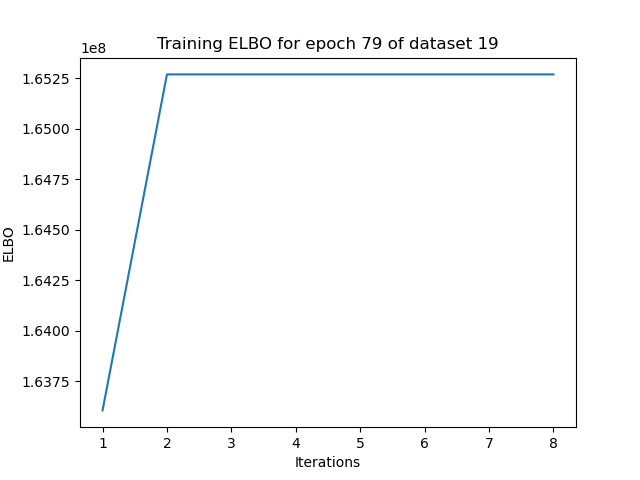 Training ELBO for epoch 79 of dataset 19
1e8
1.6525
1.6500
1.6475
1.6450
1.6425
1.6400
1.6375
ELBO
1 2 3 4 5 6 7 8
Iterations